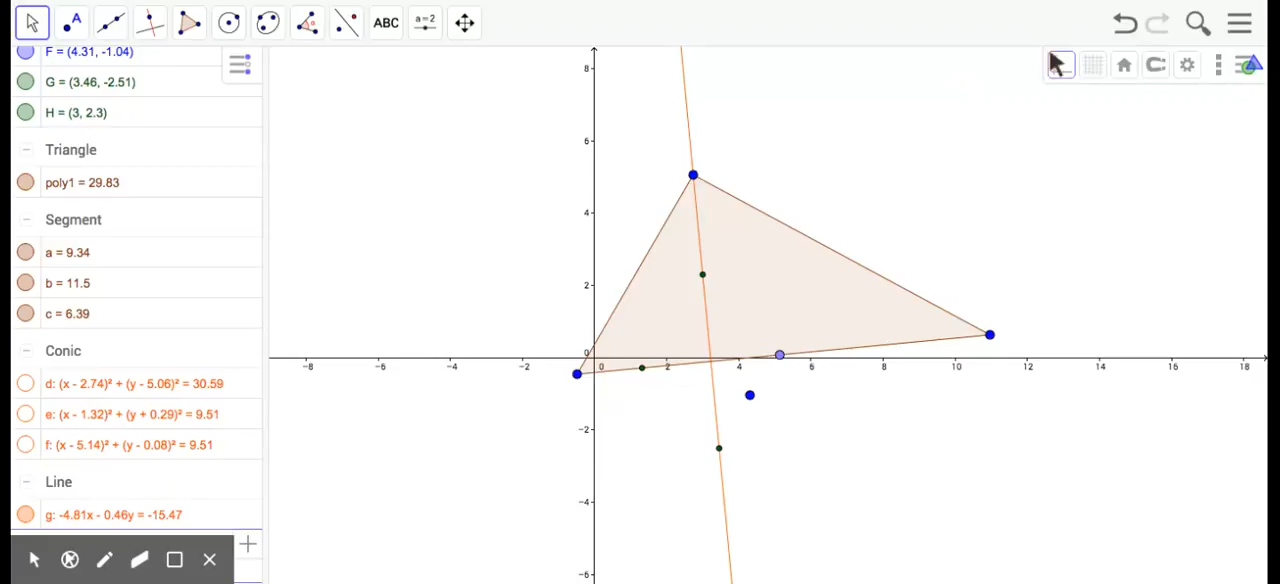 A
ABC
a=2
F = (4.31, -1.04)
G = (3.46, -2.51)
H = (3, 2.3)
Triangle
poly1 = 29.83
Segment
a = 9.34
b = 11.5
c = 6.39
Conic
d: (x - 2.74)² + (y - 5.06)² = 30.59
e: (x - 1.32)² + (y + 0.29)² = 9.51
f: (x - 5.14)² + (y - 0.08)² = 9.51
Line
g: -4.81x - 0.46y = -15.47
8
6
4
2
0
−2
−4
−6
−8
−6
−4
−2
0
2
4
6
8
10
12
14
16
18